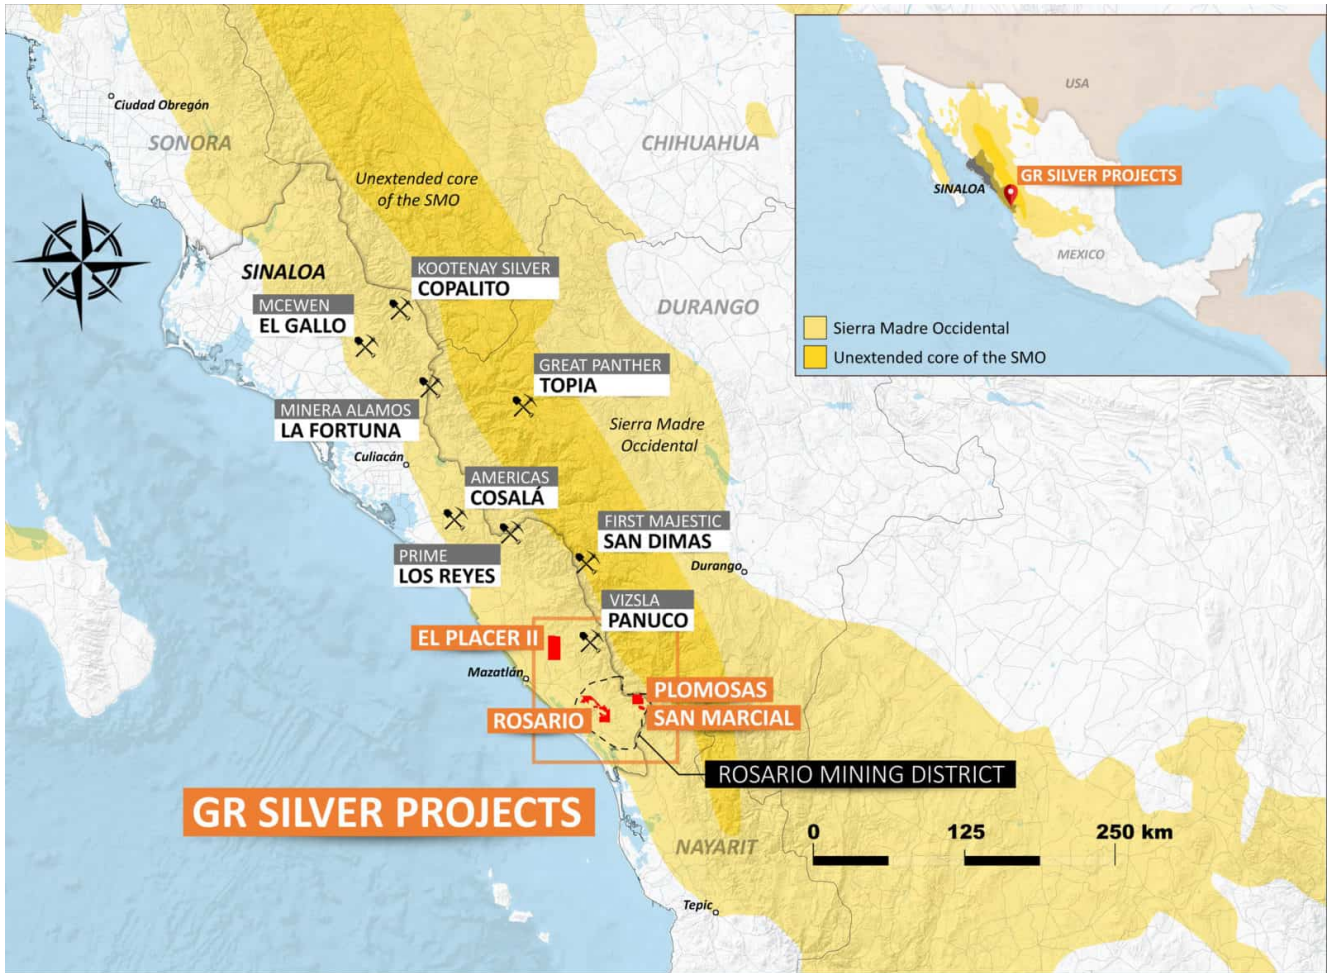 Ciudad Obregón
SONORA
CHIHUAHUA
Unextended core
of the SMO
SINALOA
KOOTENAY SILVER
COPALITO
MCEWEN
EL GALLO
DURANGO
GREAT PANTHER
TOPIA
MINERA ALAMOS
LA FORTUNA
Sierra Madre
Occidental
Culiacán
AMERICAS
COSALÁ
FIRST MAJESTIC
SAN DIMAS
PRIME
LOS REYES
Durango
VIZSLA
PANUCO
EL PLACER II
Mazatlán
PLOMOSAS
ROSARIO
SAN MARCIAL
ROSARIO MINING DISTRICT
GR SILVER PROJECTS
0 125 250 km
NAYARIT
Tepic
USA
GR SILVER PROJECTS
SINALOA
MEXICO
Sierra Madre Occidental
Unextended core of the SMO